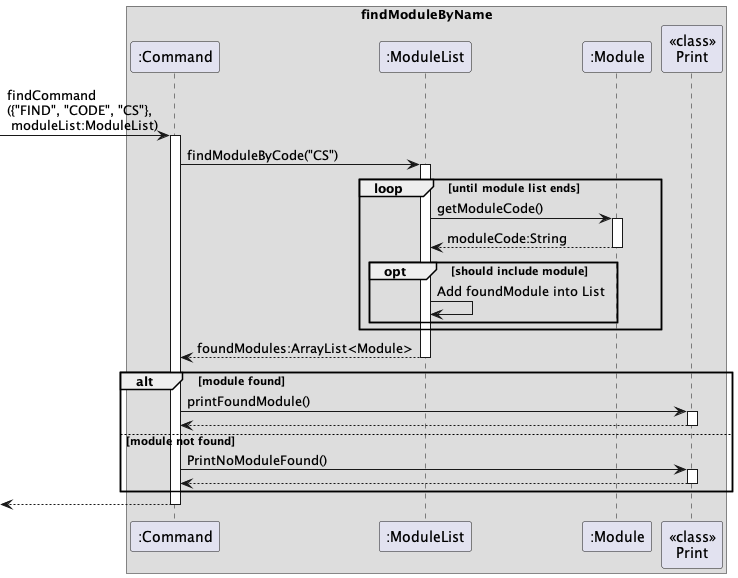 findModuleByName
:Command
:ModuleList
:Module
«class»
Print
findCommand
({"FIND", "CODE", "CS"},
moduleList:ModuleList)
findModuleByCode("CS")
loop
[until module list ends]
getModuleCode()
moduleCode:String
opt
[should include module]
Add foundModule into List
foundModules:ArrayList<Module>
alt
[module found]
printFoundModule()
[module not found]
PrintNoModuleFound()
:Command
:ModuleList
:Module
«class»
Print